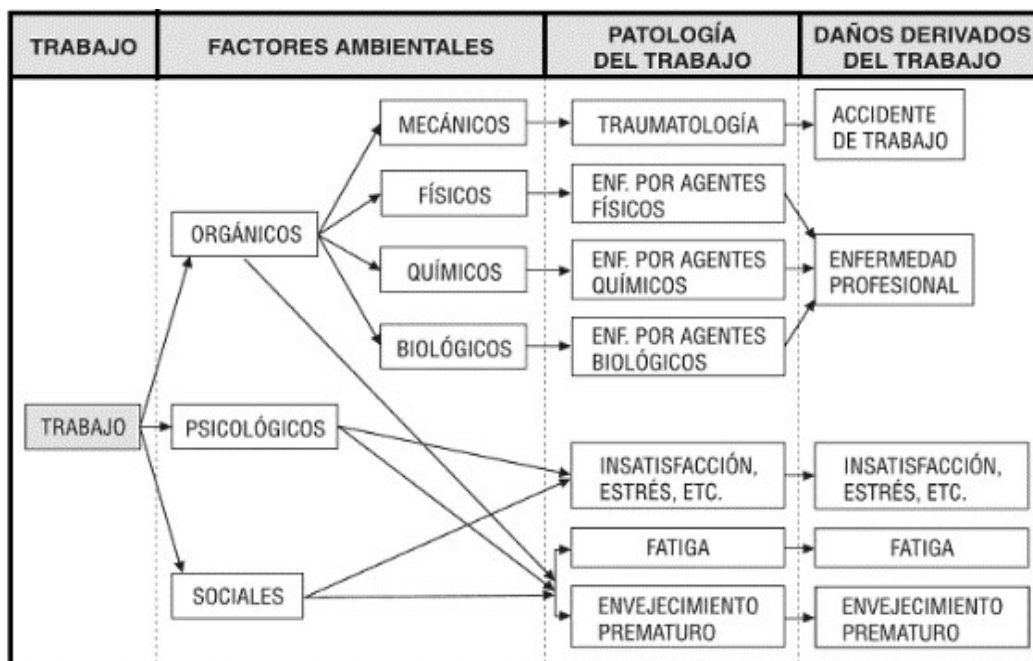 TRABAJO
FACTORES AMBIENTALES
PATOLOGÍA
DEL TRABAJO
DAÑOS DERIVADOS
DEL TRABAJO
MECÁNICOS
TRAUMATOLOGÍA
ACCIDENTE
DE TRABAJO
FÍSICOS
ENF. POR AGENTES
FÍSICOS
ORGÁNICOS
QUÍMICOS
ENF. POR AGENTES
QUÍMICOS
ENFERMEDAD
PROFESIONAL
BIOLÓGICOS
ENF. POR AGENTES
BIOLÓGICOS
TRABAJO
PSICOLÓGICOS
INSATISFACCIÓN,
ESTRÉS, ETC.
INSATISFACCIÓN,
ESTRÉS, ETC.
FATIGA
FATIGA
SOCIALES
ENVEJECIMIENTO
PREMATURO
ENVEJECIMIENTO
PREMATURO